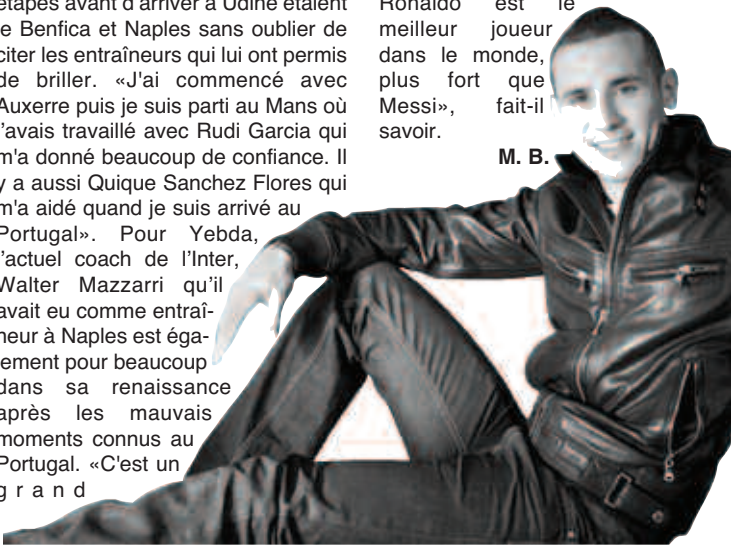 étapes avant d'arriver à Udine étaient
le Benfica et Naples sans oublier de
citer les entraîneurs qui lui ont permis
de briller. «J'ai commencé avec
Auxerre puis je suis parti au Mans où
j'avais travaillé avec Rudi Garcia qui
m'a donné beaucoup de confiance. Il
y a aussi Quique Sanchez Flores qui
m'a aidé quand je suis arrivé au
Portugal». Pour Yebda,
l'actuel coach de l'Inter,
Walter Mazzarri qu'il
avait eu comme entraî-
neur à Naples est éga-
lement pour beaucoup
dans sa renaissance
après les mauvais
moments connus au
Portugal. «C'est un
grand
Ronaldo est le
meilleur joueur
dans le monde,
plus fort que
Messi», fait-il
savoir.
M. B.